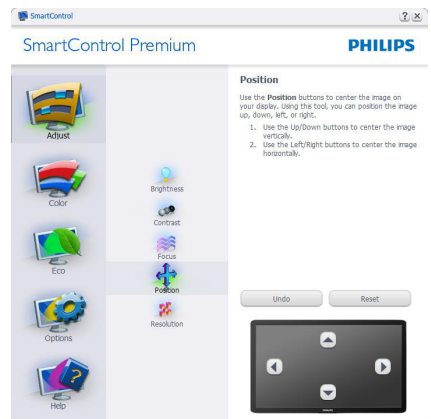 SmartControl
SmartControl Premium
PHILIPS
Adjust
Color
Eco
Options
Help
Brightness
Contrast
Focus
Position
Resolution
Position
Use the Position buttons to center the image on
your display. Using this tool, you can position the image
up, down, left, or right.
1. Use the Up/Down buttons to center the image
vertically.
2. Use the Left/Right buttons to center the image
horizontally.
Undo
Reset
PHILIPS